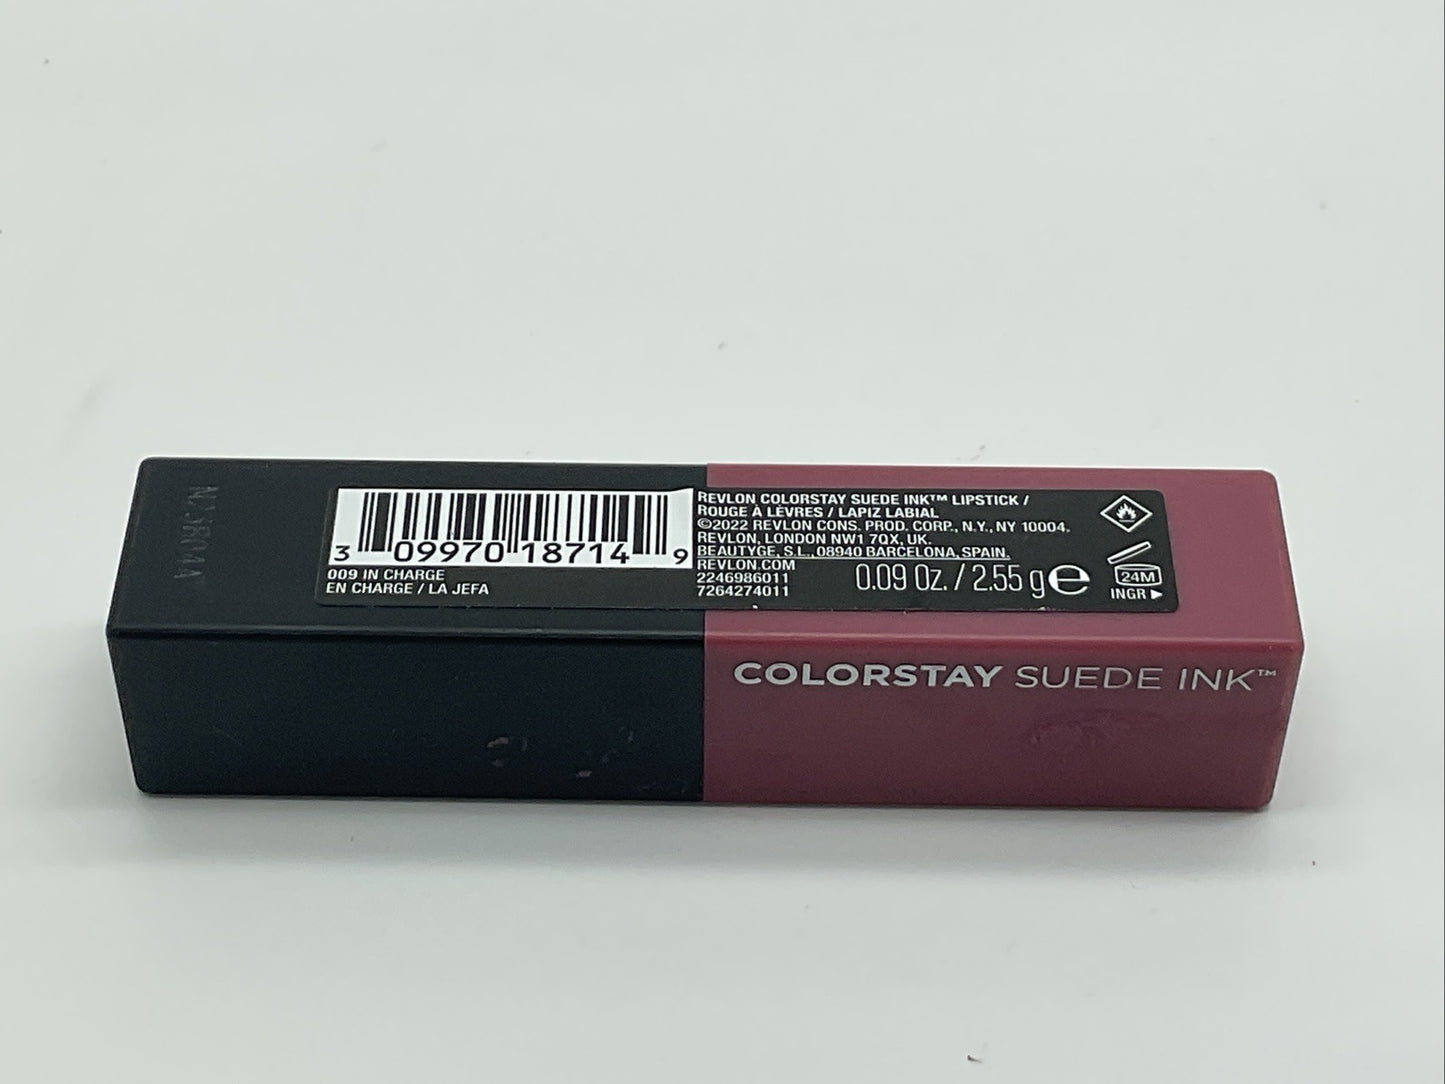 3 09970 18714 9
009 IN CHARGE
EN CHARGE / LA JEFA
REVLON COLORSTAY SUEDE INK™ LIPSTICK /
ROUGE À LÈVRES / LAPIZ LABIAL
©2022 REVLON CONS. PROD. CORP., N.Y., NY 10004.
REVLON, LONDON NW1 7QX, UK.
BEAUTYGE, S.L., 08940 BARCELONA, SPAIN.
REVLON.COM
2246986011
7264274011
0.09 Oz. / 2.55 g℮
24M
INGR ▶
COLORSTAY SUEDE INK™